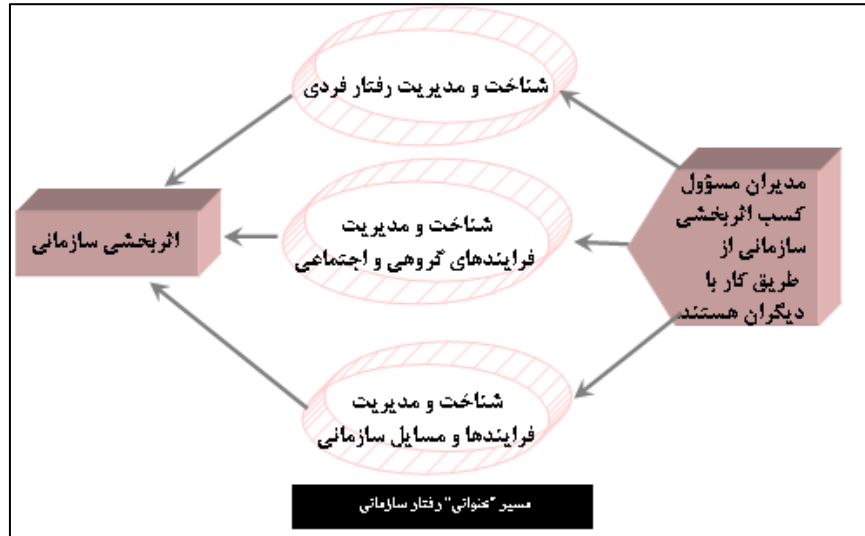 شناخت و مدیریت رفتار فردی
مدیران مسؤول
کسب اثربخشی
سازمانی از
طریق کار با
دیگران هستند
شناخت و مدیریت
فرایندهای گروهی و اجتماعی
اثربخشی سازمانی
شناخت و مدیریت
فرایندها و مسایل سازمانی
مسیر "عنوانی" رفتار سازمانی